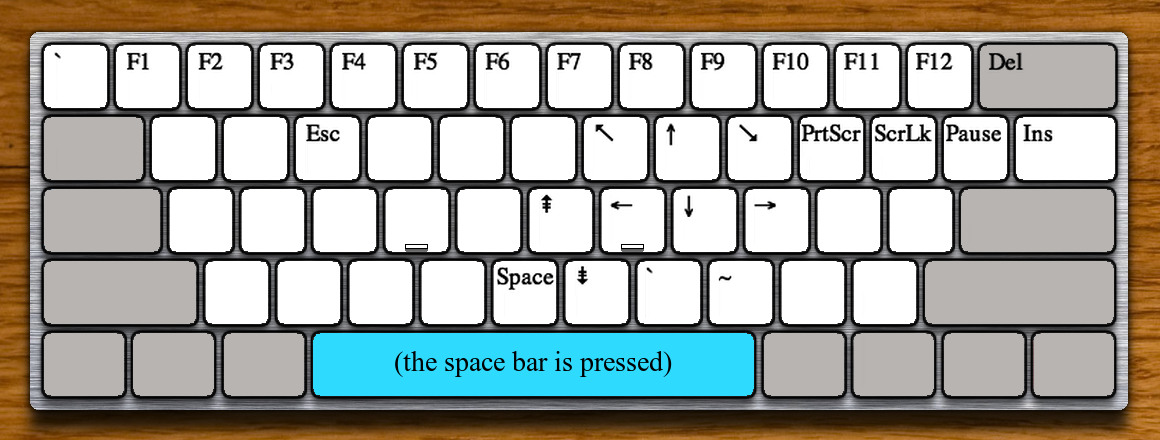 ` F1 F2 F3 F4 F5 F6 F7 F8 F9 F10 F11 F12 Del
Esc ↖ ↑ ↘ PrtScr ScrLk Pause Ins
⇞ ← ↓ →
Space ⇟ ` ~
(the space bar is pressed)